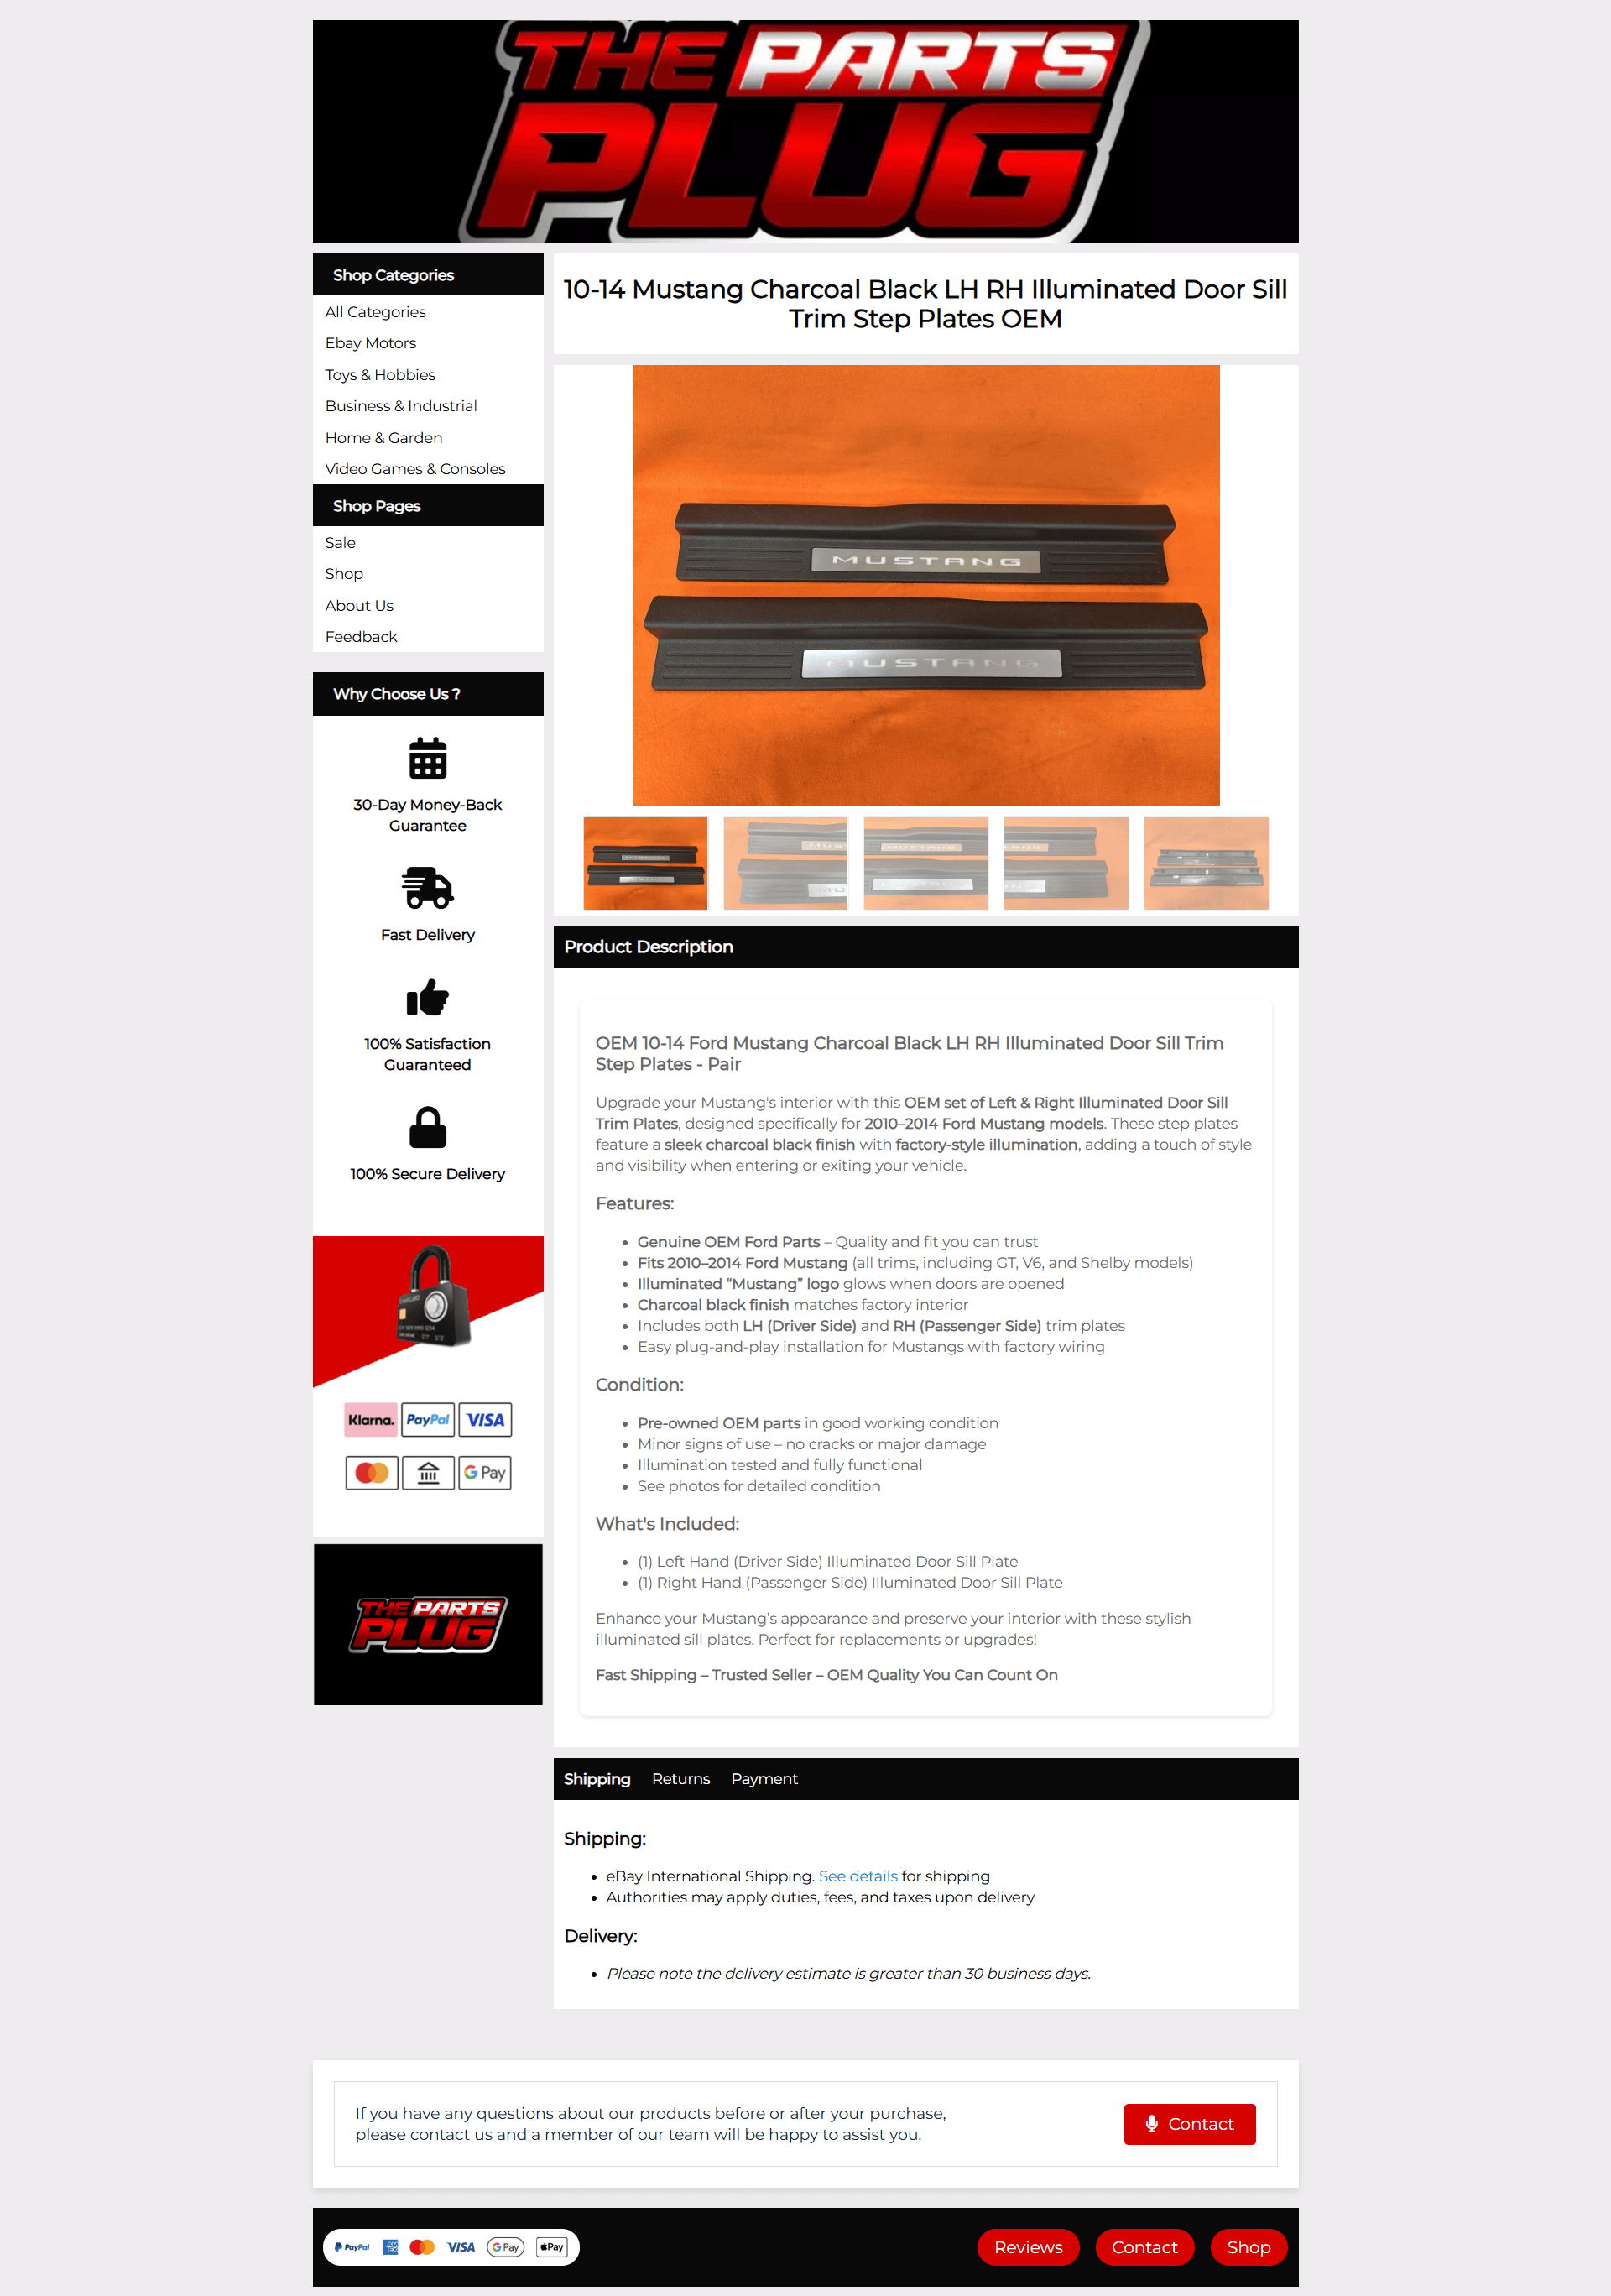 THE PARTS
PLUG
Shop Categories
All Categories
Ebay Motors
Toys & Hobbies
Business & Industrial
Home & Garden
Video Games & Consoles
Shop Pages
Sale
Shop
About Us
Feedback
Why Choose Us ?
30-Day Money-Back
Guarantee
Fast Delivery
100% Satisfaction
Guaranteed
100% Secure Delivery
Klarna. PayPal VISA
G Pay
THE PARTS
PLUG
10-14 Mustang Charcoal Black LH RH Illuminated Door Sill
Trim Step Plates OEM
MUSTANG
MUSTANG
Product Description
OEM 10-14 Ford Mustang Charcoal Black LH RH Illuminated Door Sill Trim
Step Plates - Pair
Upgrade your Mustang's interior with this OEM set of Left & Right Illuminated Door Sill
Trim Plates, designed specifically for 2010–2014 Ford Mustang models. These step plates
feature a sleek charcoal black finish with factory-style illumination, adding a touch of style
and visibility when entering or exiting your vehicle.
Features:
• Genuine OEM Ford Parts – Quality and fit you can trust
• Fits 2010–2014 Ford Mustang (all trims, including GT, V6, and Shelby models)
• Illuminated “Mustang” logo glows when doors are opened
• Charcoal black finish matches factory interior
• Includes both LH (Driver Side) and RH (Passenger Side) trim plates
• Easy plug-and-play installation for Mustangs with factory wiring
Condition:
• Pre-owned OEM parts in good working condition
• Minor signs of use – no cracks or major damage
• Illumination tested and fully functional
• See photos for detailed condition
What's Included:
• (1) Left Hand (Driver Side) Illuminated Door Sill Plate
• (1) Right Hand (Passenger Side) Illuminated Door Sill Plate
Enhance your Mustang’s appearance and preserve your interior with these stylish
illuminated sill plates. Perfect for replacements or upgrades!
Fast Shipping – Trusted Seller – OEM Quality You Can Count On
Shipping Returns Payment
Shipping:
• eBay International Shipping. See details for shipping
• Authorities may apply duties, fees, and taxes upon delivery
Delivery:
• Please note the delivery estimate is greater than 30 business days.
If you have any questions about our products before or after your purchase,
please contact us and a member of our team will be happy to assist you.
Contact
PayPal VISA G Pay Pay
Reviews Contact Shop